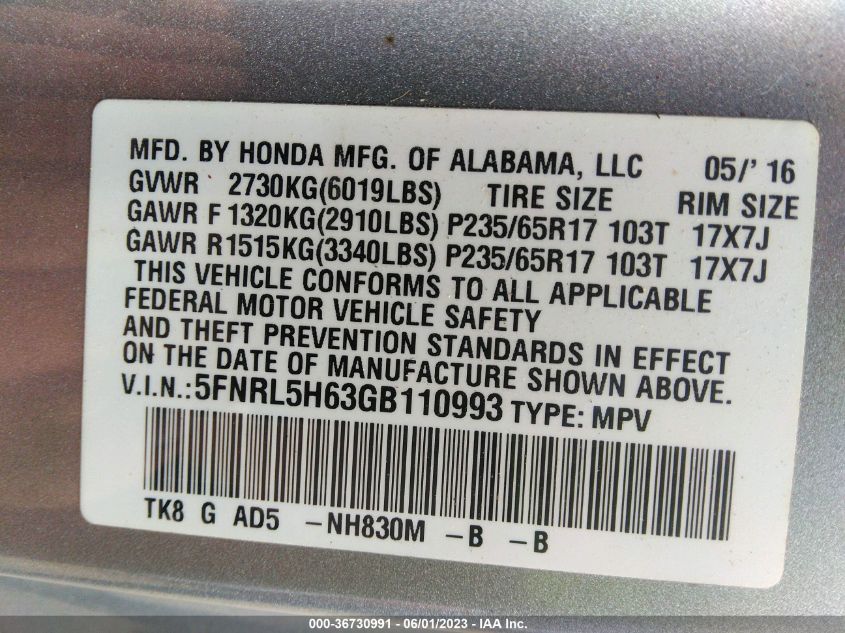 MFD. BY HONDA MFG. OF ALABAMA, LLC 05/' 16
GVWR 2730KG(6019LBS) TIRE SIZE RIM SIZE
GAWR F 1320KG(2910LBS) P235/65R17 103T 17X7J
GAWR R1515KG(3340LBS) P235/65R17 103T 17X7J
THIS VEHICLE CONFORMS TO ALL APPLICABLE
FEDERAL MOTOR VEHICLE SAFETY
AND THEFT PREVENTION STANDARDS IN EFFECT
ON THE DATE OF MANUFACTURE SHOWN ABOVE.
V.I.N.:5FNRL5H63GB110993 TYPE: MPV
TK8 G AD5 -NH830M -B -B
000-36730991 - 06/01/2023 - IAA Inc.